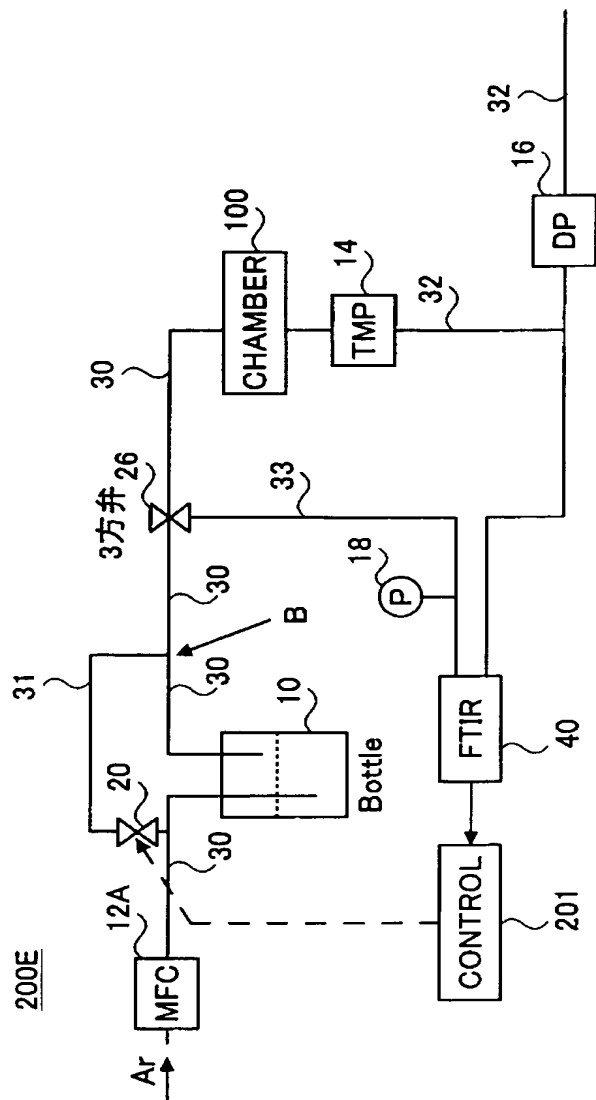 200E
Ar
MFC
12A
30
20
31
30
B
Bottle
10
30
3方弁
26
30
CHAMBER
100
TMP
14
32
33
P
18
FTIR
40
CONTROL
201
DP
16
32